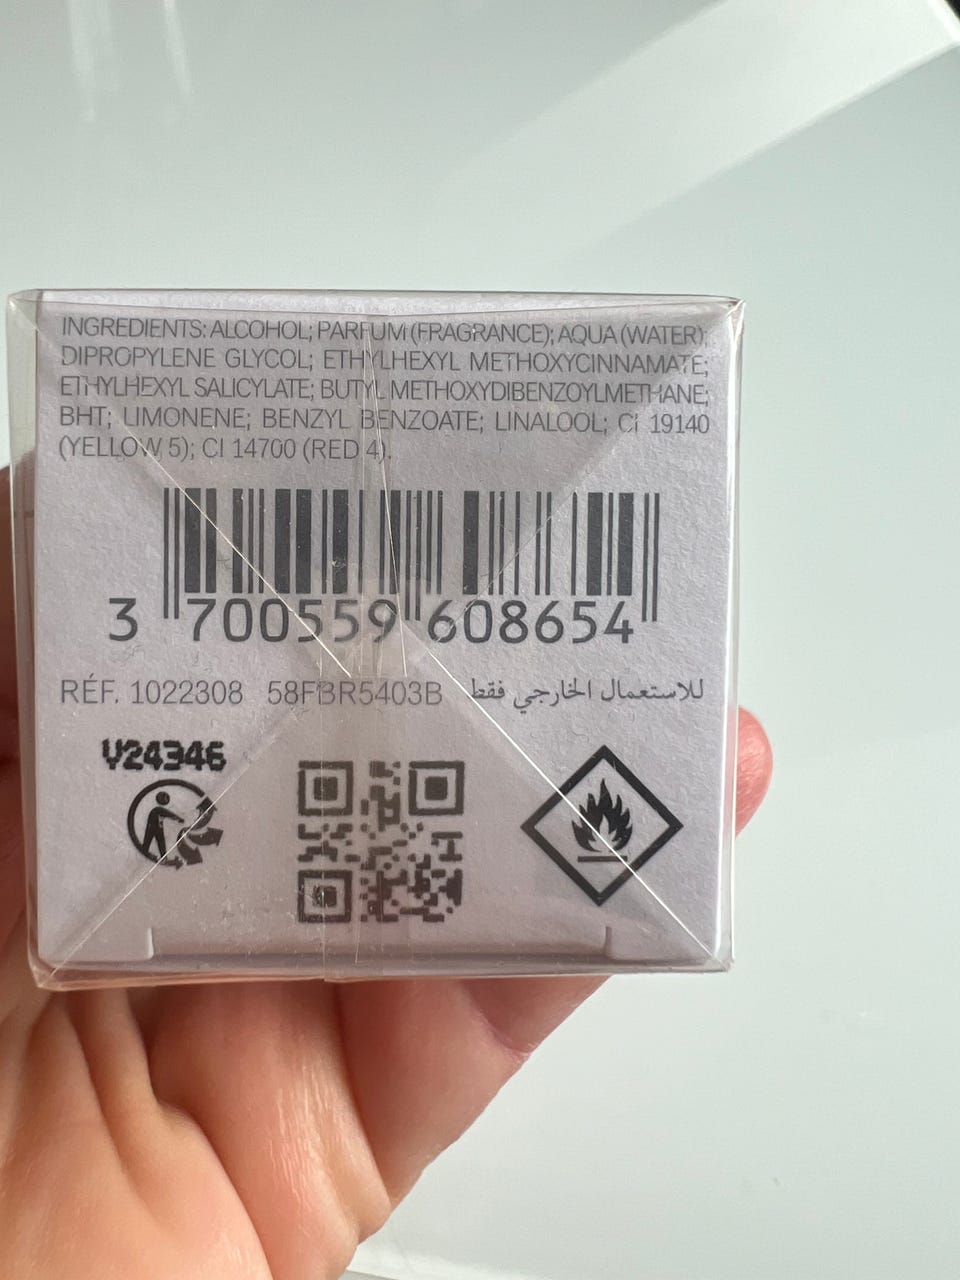 INGREDIENTS: ALCOHOL; PARFUM (FRAGRANCE); AQUA (WATER);
DIPROPYLENE GLYCOL; ETHYLHEXYL METHOXYCINNAMATE;
ETHYLHEXYL SALICYLATE; BUTYL METHOXYDIBENZOYLMETHANE;
BHT; LIMONENE; BENZYL BENZOATE; LINALOOL; CI 19140
(YELLOW 5); CI 14700 (RED 4).
3 700559 608654
RÉF. 1022308 58FBR5403B للاستعمال الخارجي فقط
V24346